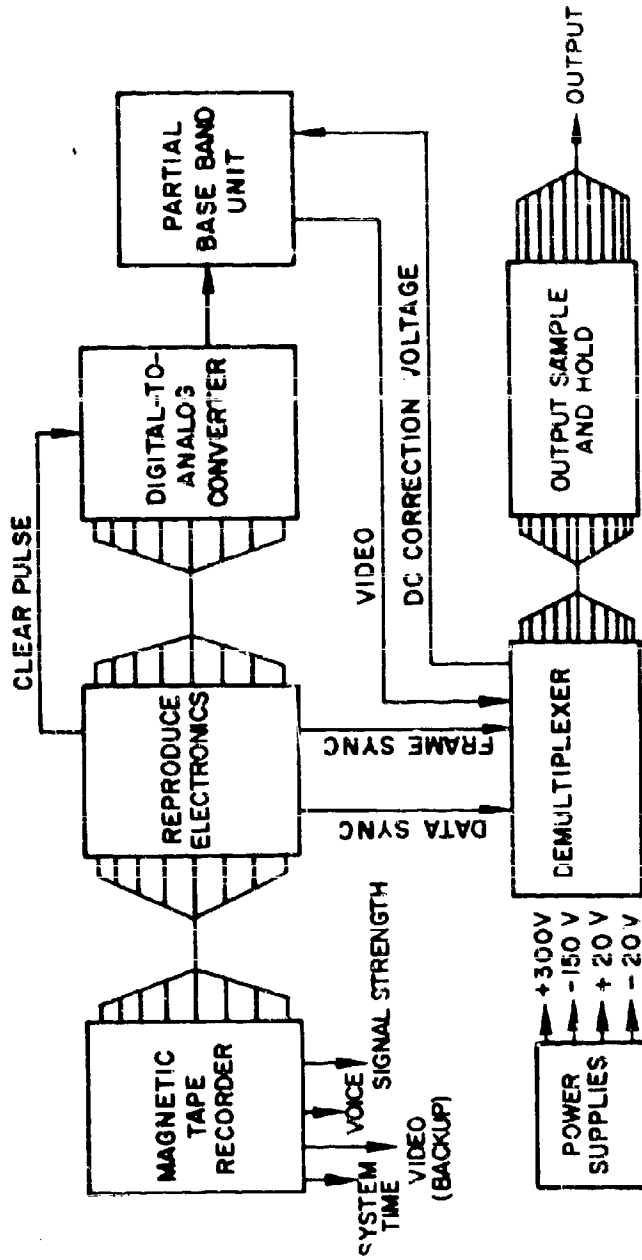 CLEAR PULSE
MAGNETIC
TAPE
RECORDER
REPRODUCE
ELECTRONICS
DIGITAL-TO-
ANALOG
CONVERTER
PARTIAL
BASE BAND
UNIT
SYSTEM
TIME
VIDEO
(BACKUP)
VOICE
SIGNAL STRENGTH
DATA SYNC
FRAME SYNC
VIDEO
DC CORRECTION VOLTAGE
POWER
SUPPLIES
+300V
-150 V
+ 20 V
- 20 V
DEMULTIPLEXER
OUTPUT SAMPLE
AND HOLD
OUTPUT